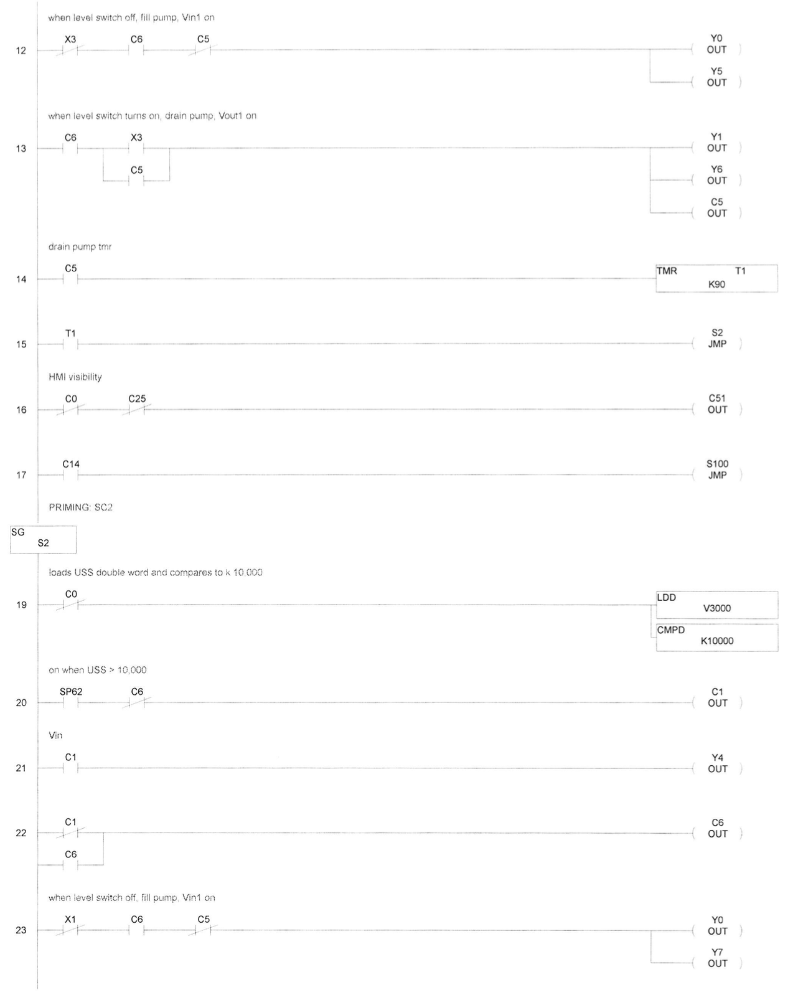 when level switch off, fill pump, Vin1 on
X3 C6 C5 Y0
12 OUT
Y5
OUT
when level switch turns on, drain pump, Vout1 on
C6 X3 Y1
13 OUT
C5 Y6
OUT
C5
OUT
drain pump tmr
C5 TMR T1
14 K90
T1 S2
15 JMP
HMI visibility
C0 C25 C51
16 OUT
C14 S100
17 JMP
PRIMING: SC2
SG
S2
loads USS double word and compares to k 10,000
C0 LDD
19 V3000
CMPD
K10000
on when USS > 10,000
SP62 C6 C1
20 OUT
Vin
C1 Y4
21 OUT
C1 C6
22 OUT
C6
when level switch off, fill pump, Vin1 on
X1 C6 C5 Y0
23 OUT
Y7
OUT